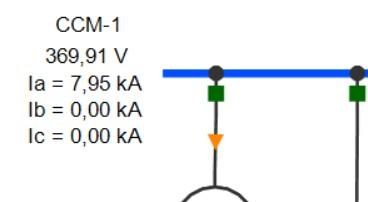 CCM-1
369,91 V
Ia = 7,95 kA
Ib = 0,00 kA
Ic = 0,00 kA